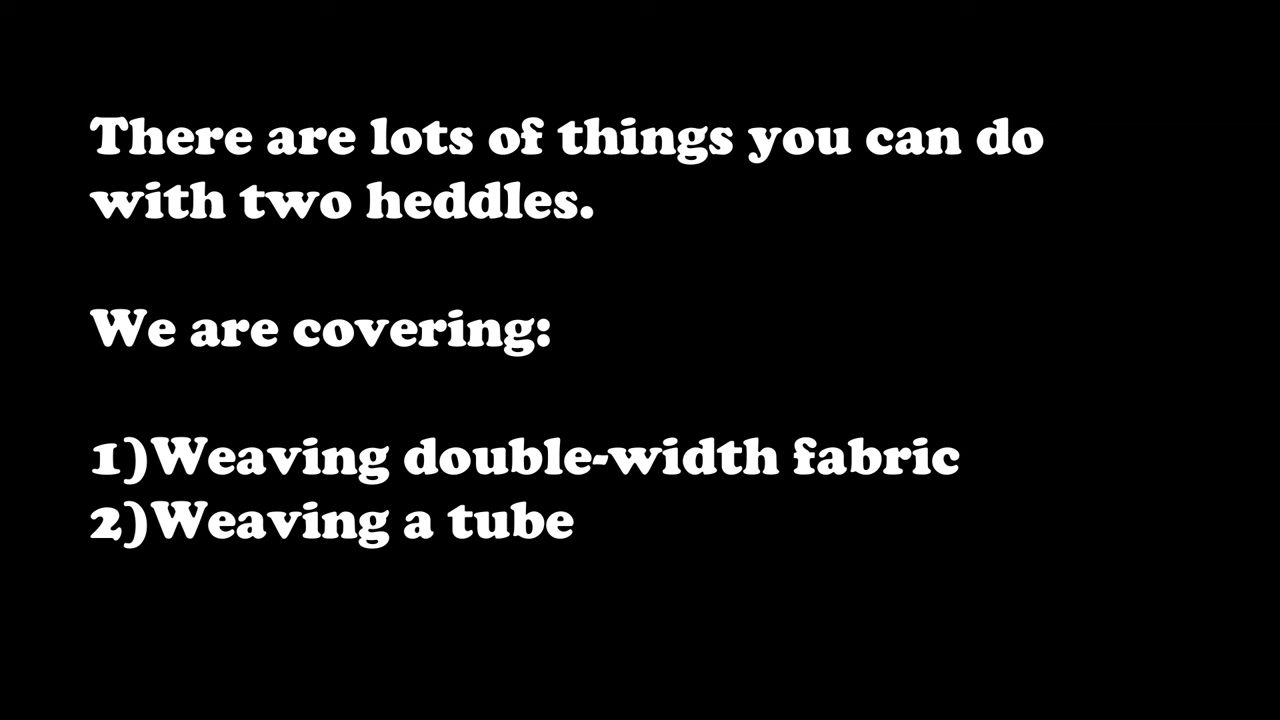 There are lots of things you can do
with two heddles.
We are covering:
1)Weaving double-width fabric
2)Weaving a tube